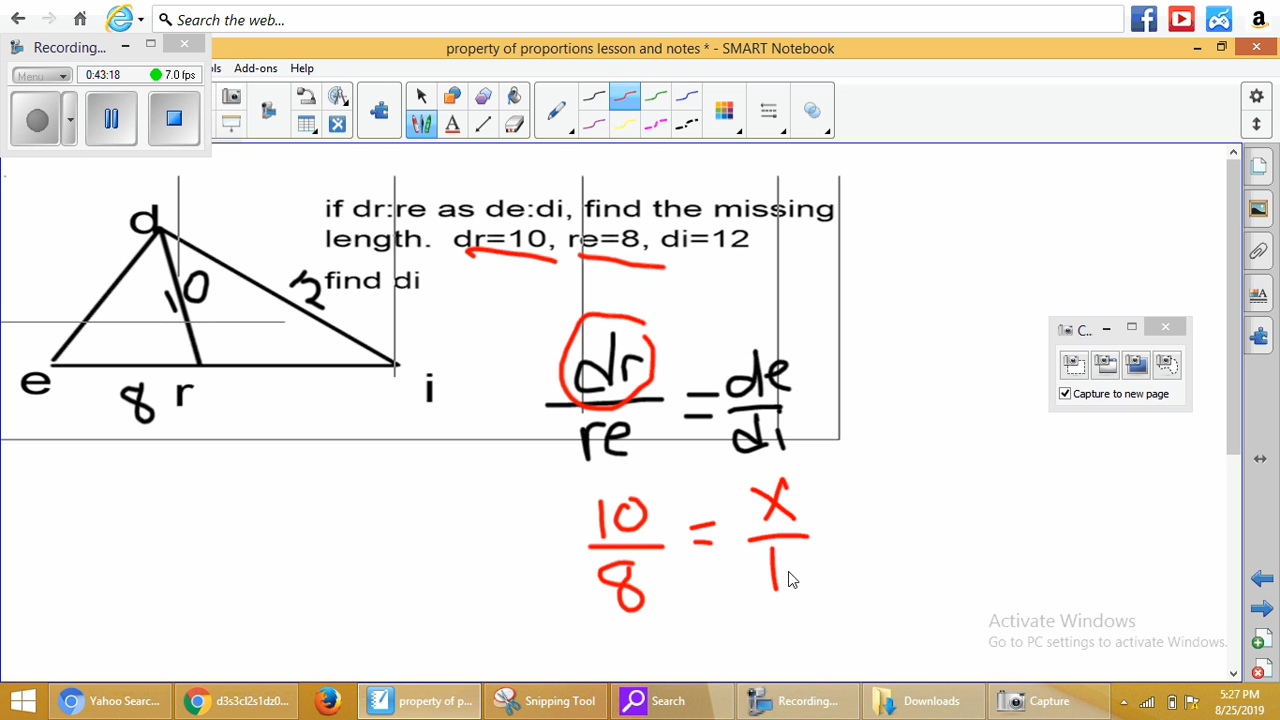 Search the web...
Recording...
property of proportions lesson and notes * - SMART Notebook
Menu
0:43:18
7.0 fps
ls
Add-ons
Help
A
d
if dr:re as de:di, find the missing
length. dr=10, re=8, di=12
find di
10
2
e
8
r
i
dr
re
=
de
di
10
8
=
x
1
C..
Capture to new page
Activate Windows
Go to PC settings to activate Windows.
Yahoo Searc...
d3s3cl2s1dz0...
property of p...
Snipping Tool
Search
Recording...
Downloads
Capture
5:27 PM
8/25/2019